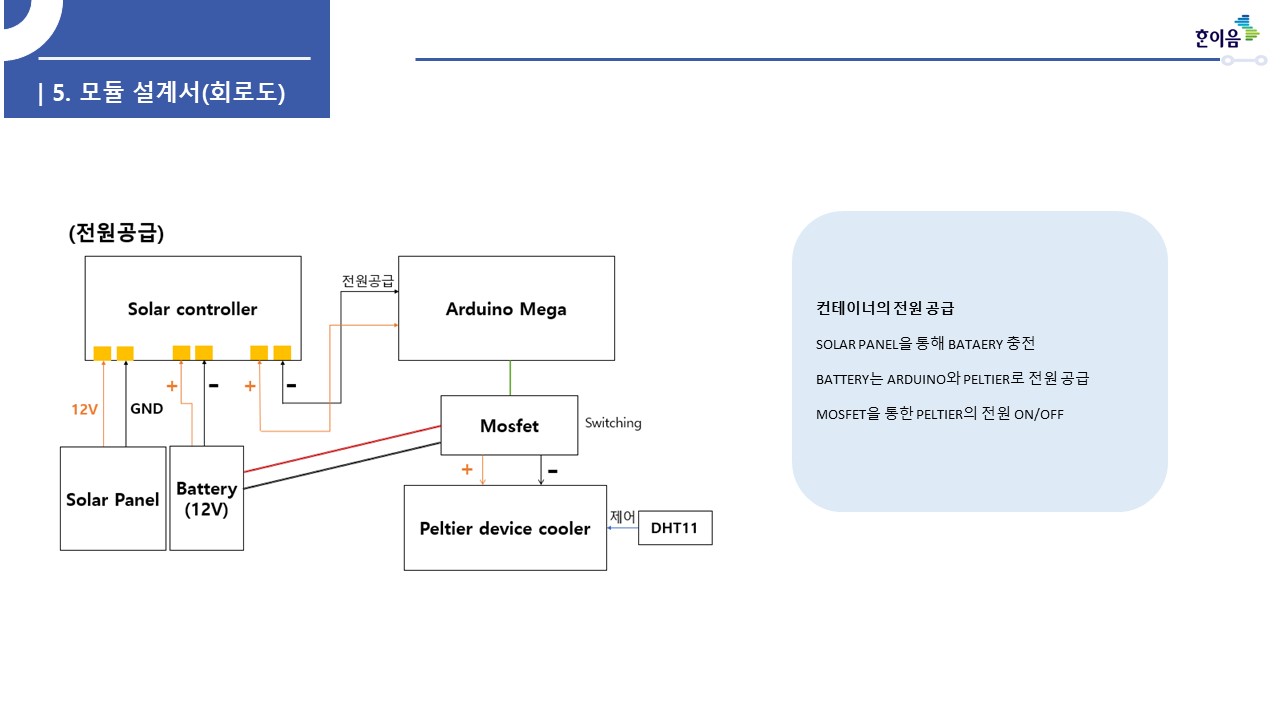 | 5. 모듈 설계서(회로도)
한이음
(전원공급)
Solar controller
전원공급
Arduino Mega
+
-
+
-
12V
GND
Mosfet
Switching
Solar Panel
Battery
(12V)
+
-
Peltier device cooler
제어
DHT11
컨테이너의 전원 공급
SOLAR PANEL을 통해 BATAERY 충전
BATTERY는 ARDUINO와 PELTIER로 전원 공급
MOSFET을 통한 PELTIER의 전원 ON/OFF